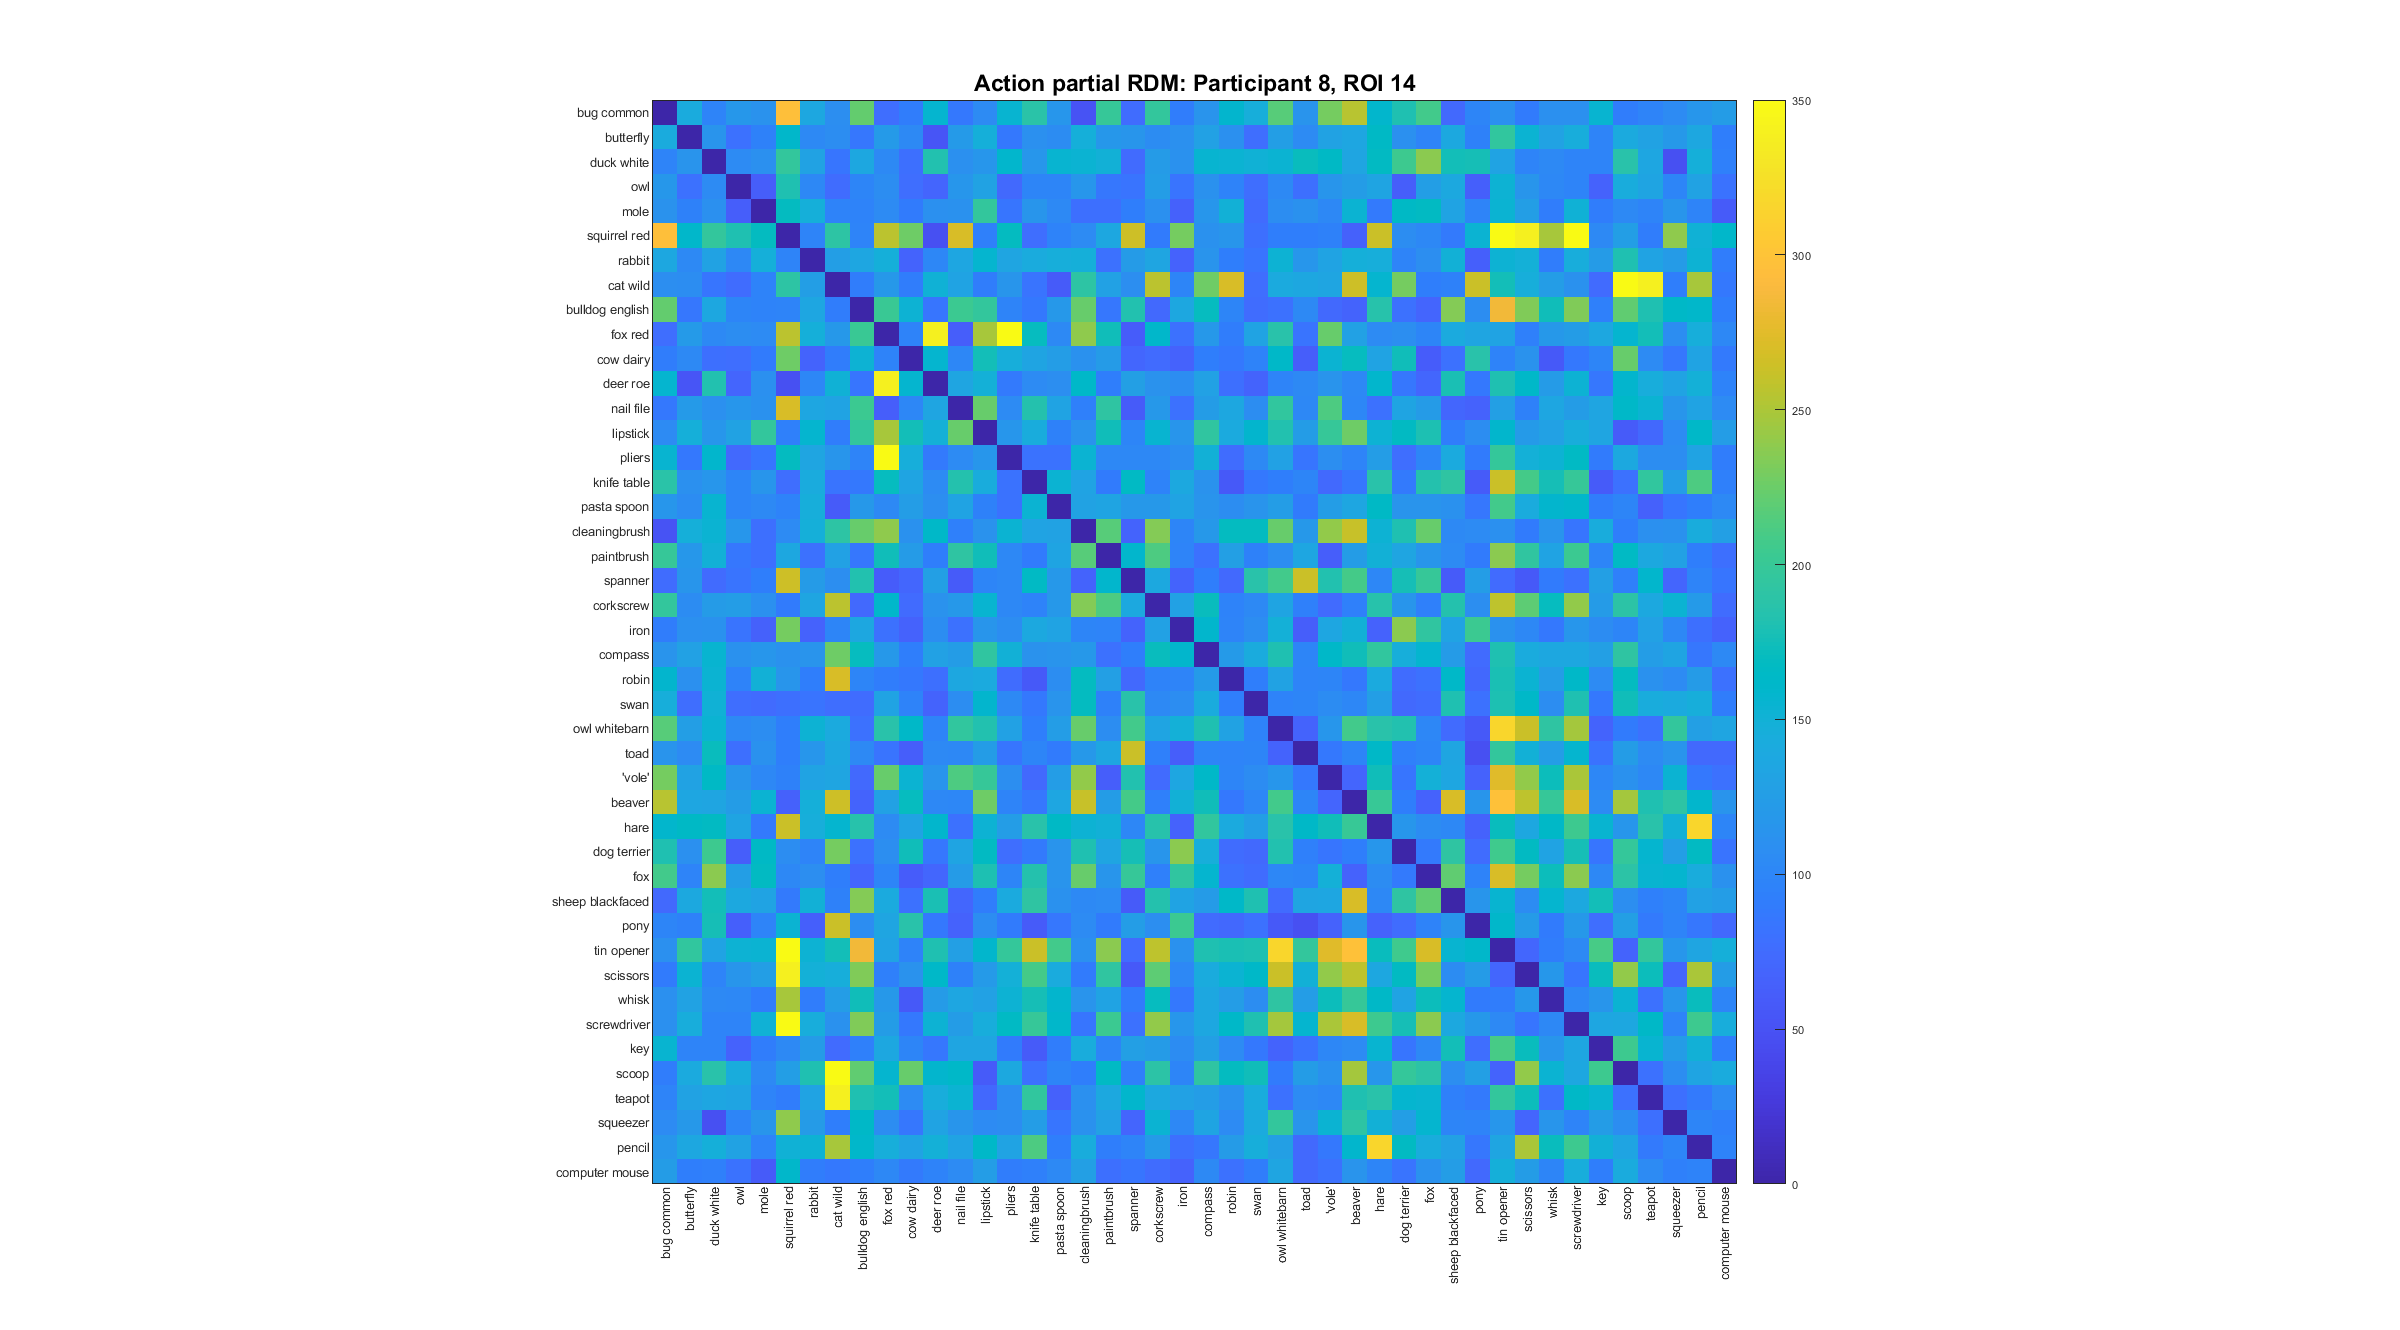 Action partial RDM: Participant 8, ROI 14
bug common
butterfly
duck white
owl
mole
squirrel red
rabbit
cat wild
bulldog english
fox red
cow dairy
deer roe
nail file
lipstick
pliers
knife table
pasta spoon
cleaningbrush
paintbrush
spanner
corkscrew
iron
compass
robin
swan
owl whitebarn
toad
'vole'
beaver
hare
dog terrier
fox
sheep blackfaced
pony
tin opener
scissors
whisk
screwdriver
key
scoop
teapot
squeezer
pencil
computer mouse
bug common
butterfly
duck white
owl
mole
squirrel red
rabbit
cat wild
bulldog english
fox red
cow dairy
deer roe
nail file
lipstick
pliers
knife table
pasta spoon
cleaningbrush
paintbrush
spanner
corkscrew
iron
compass
robin
swan
owl whitebarn
toad
'vole'
beaver
hare
dog terrier
fox
sheep blackfaced
pony
tin opener
scissors
whisk
screwdriver
key
scoop
teapot
squeezer
pencil
computer mouse
350
300
250
200
150
100
50
0